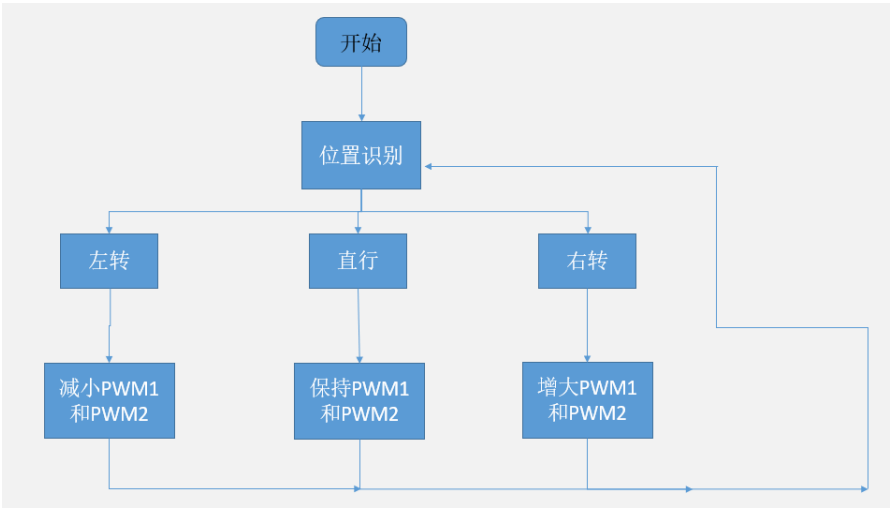 开始
位置识别
左转
直行
右转
减小PWM1
和PWM2
保持PWM1
和PWM2
增大PWM1
和PWM2